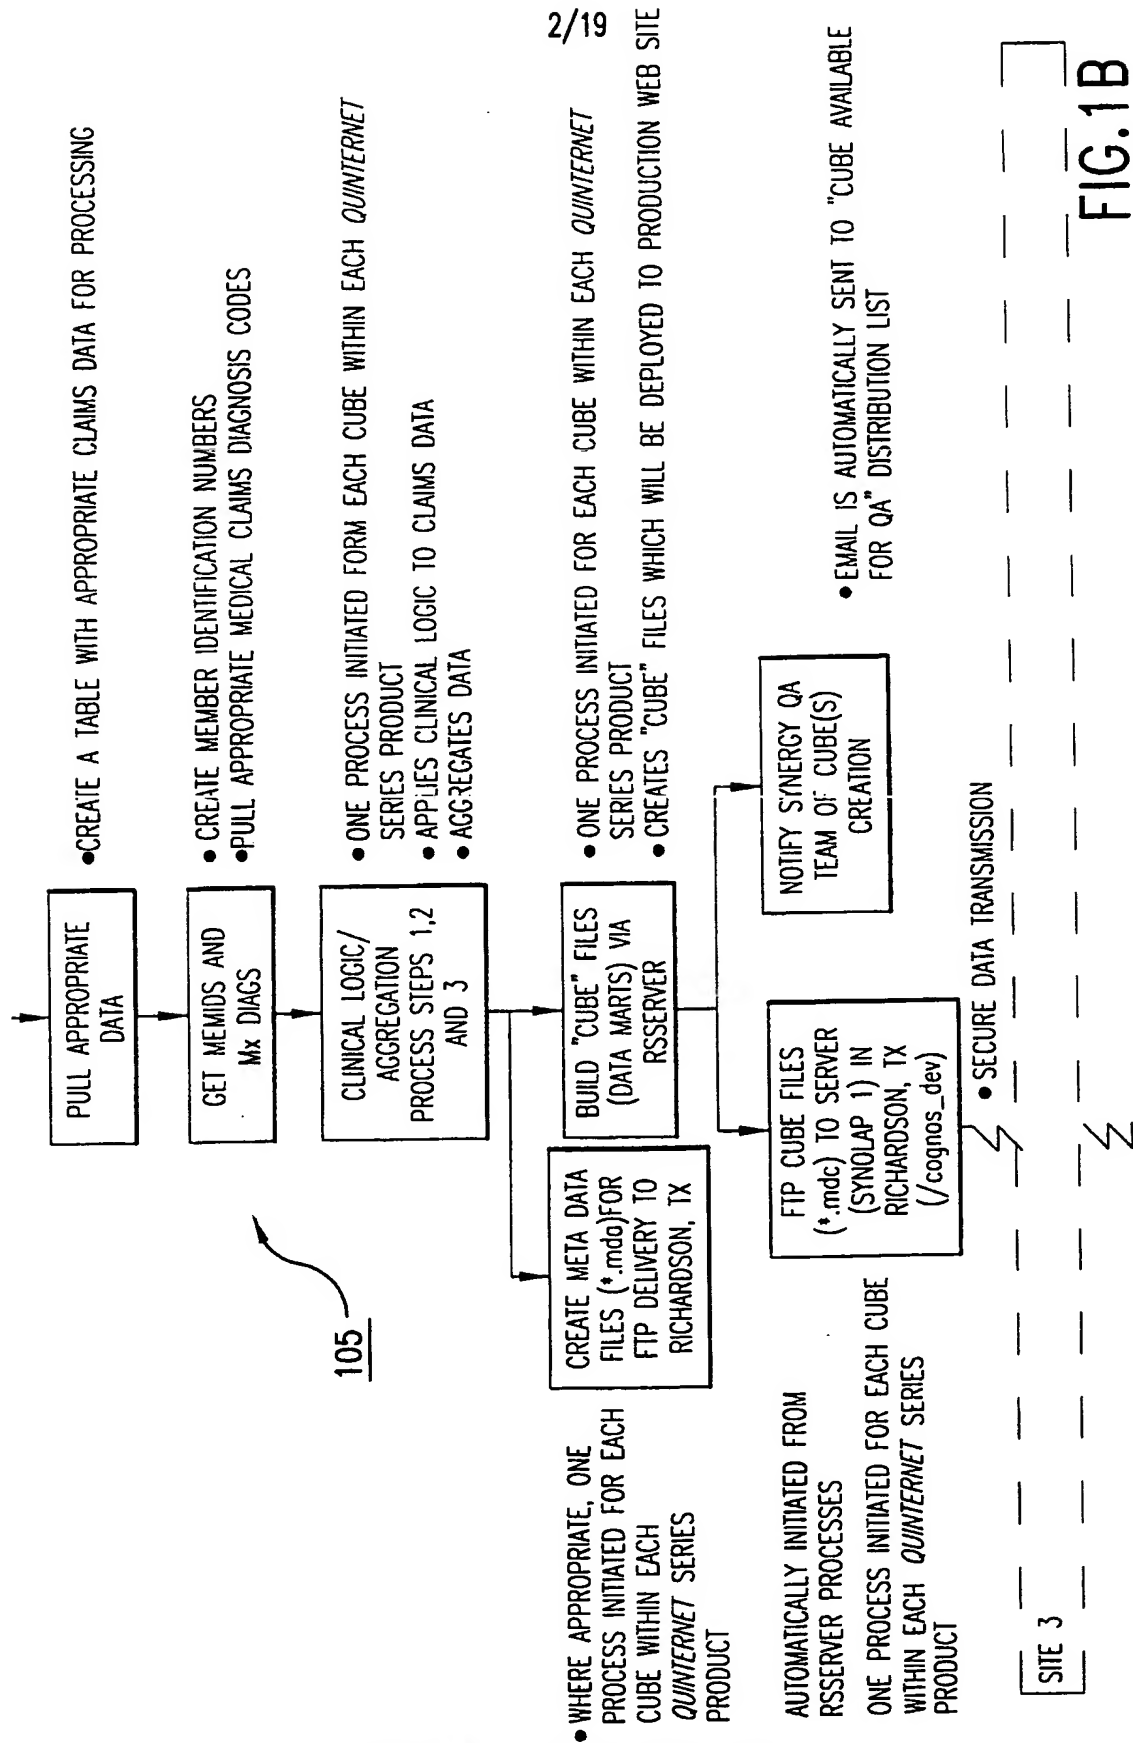 2/19
PULL APPROPRIATE
DATA
•CREATE A TABLE WITH APPROPRIATE CLAIMS DATA FOR PROCESSING
GET MEMIDS AND
Mx DIAGS
• CREATE MEMBER IDENTIFICATION NUMBERS
•PULL APPROPRIATE MEDICAL CLAIMS DIAGNOSIS CODES
105
CLINICAL LOGIC/
AGGREGATION
PROCESS STEPS 1,2
AND 3
• ONE PROCESS INITIATED FORM EACH CUBE WITHIN EACH QUINTERNET
SERIES PRODUCT
• APPLIES CLINICAL LOGIC TO CLAIMS DATA
• AGGREGATES DATA
• WHERE APPROPRIATE, ONE
PROCESS INITIATED FOR EACH
CUBE WITHIN EACH
QUINTERNET SERIES
PRODUCT
CREATE META DATA
FILES (*.mda)FOR
FTP DELIVERY TO
RICHARDSON, TX
BUILD "CUBE" FILES
(DATA MARTS) VIA
RSSERVER
• ONE PROCESS INITIATED FOR EACH CUBE WITHIN EACH QUINTERNET
SERIES PRODUCT
• CREATES "CUBE" FILES WHICH WILL BE DEPLOYED TO PRODUCTION WEB SITE
AUTOMATICALLY INITIATED FROM
RSSERVER PROCESSES
ONE PROCESS INITIATED FOR EACH CUBE
WITHIN EACH QUINTERNET SERIES
PRODUCT
FTP CUBE FILES
(*.mdc) TO SERVER
(SYNOLAP 1) IN
RICHARDSON, TX
(/cognos_dev)
NOTIFY SYNERGY QA
TEAM OF CUBE(S)
CREATION
• EMAIL IS AUTOMATICALLY SENT TO "CUBE AVAILABLE
FOR QA" DISTRIBUTION LIST
• SECURE DATA TRANSMISSION
SITE 3
FIG.1B